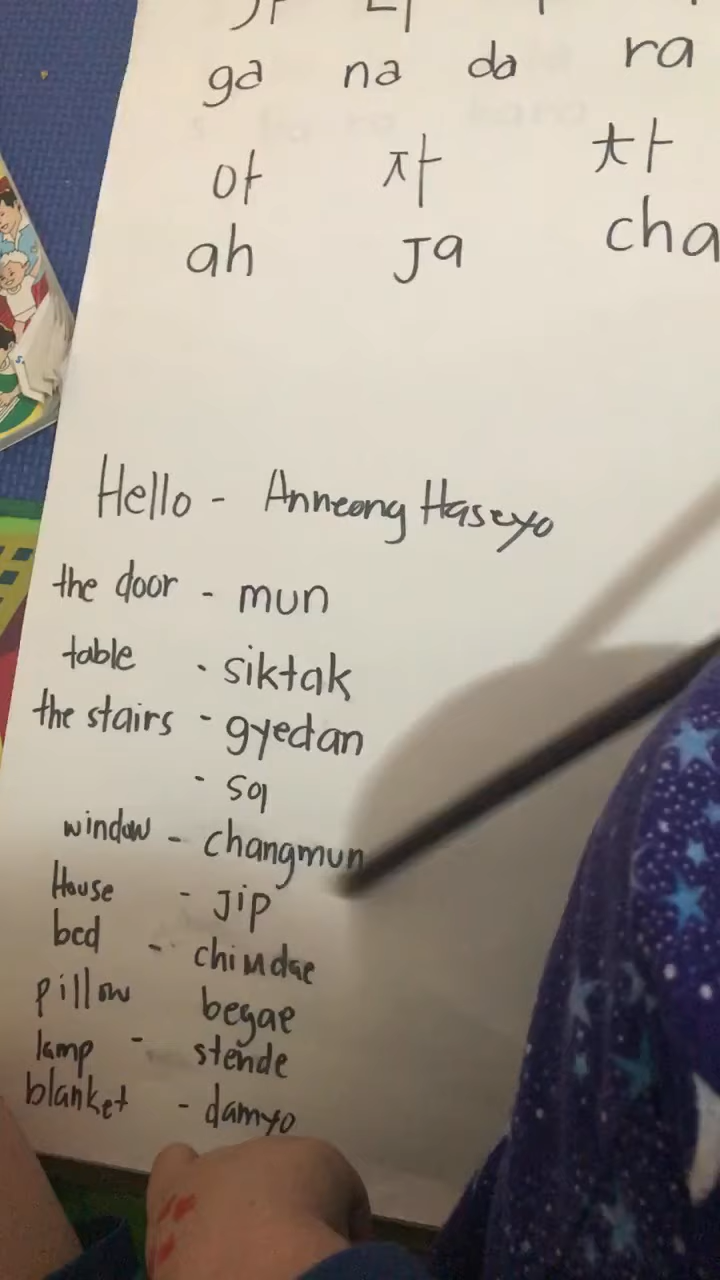 ga na da ra
아 자 차
ah Ja cha
Hello - Anneong Haseyo
the door - mun
table - siktak
the stairs - gyedan
window - changmun
House - Jip
bed - chimdae
pillow begae
lamp - stende
blanket - damyo